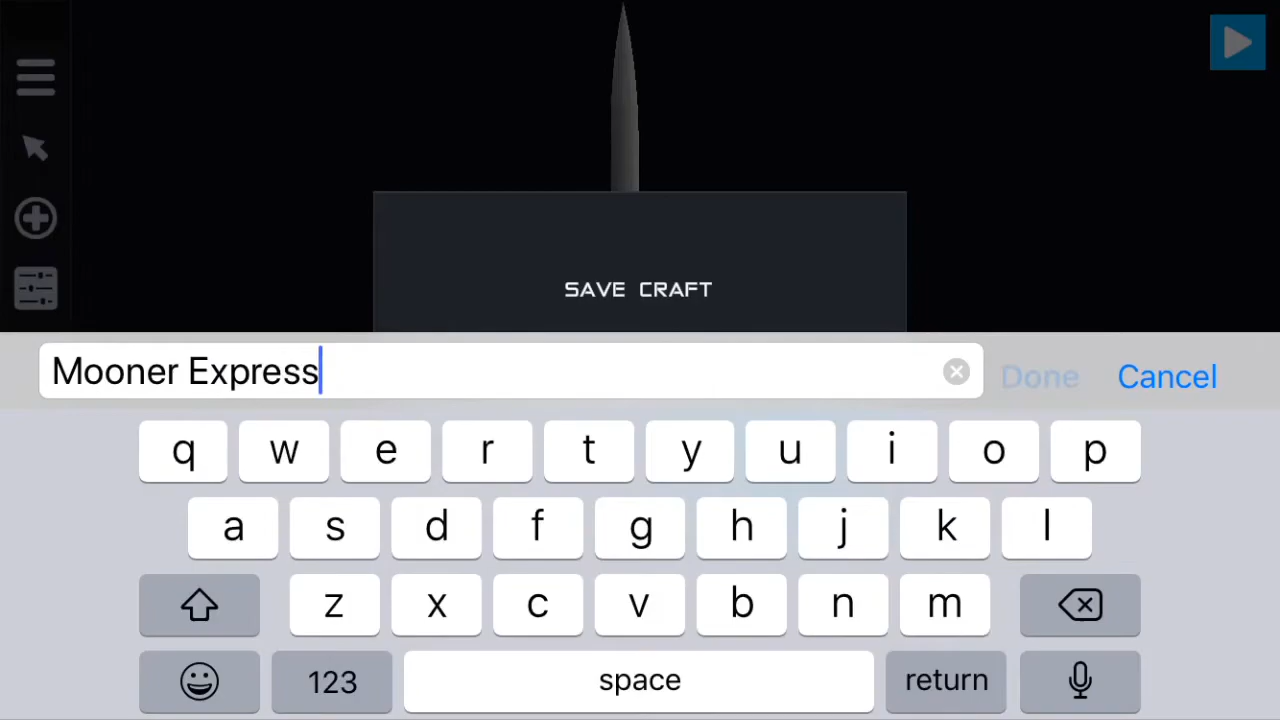 SAVE CRAFT
Mooner Express Done Cancel
q w e r t y u i o p
a s d f g h j k l
z x c v b n m
123 space return